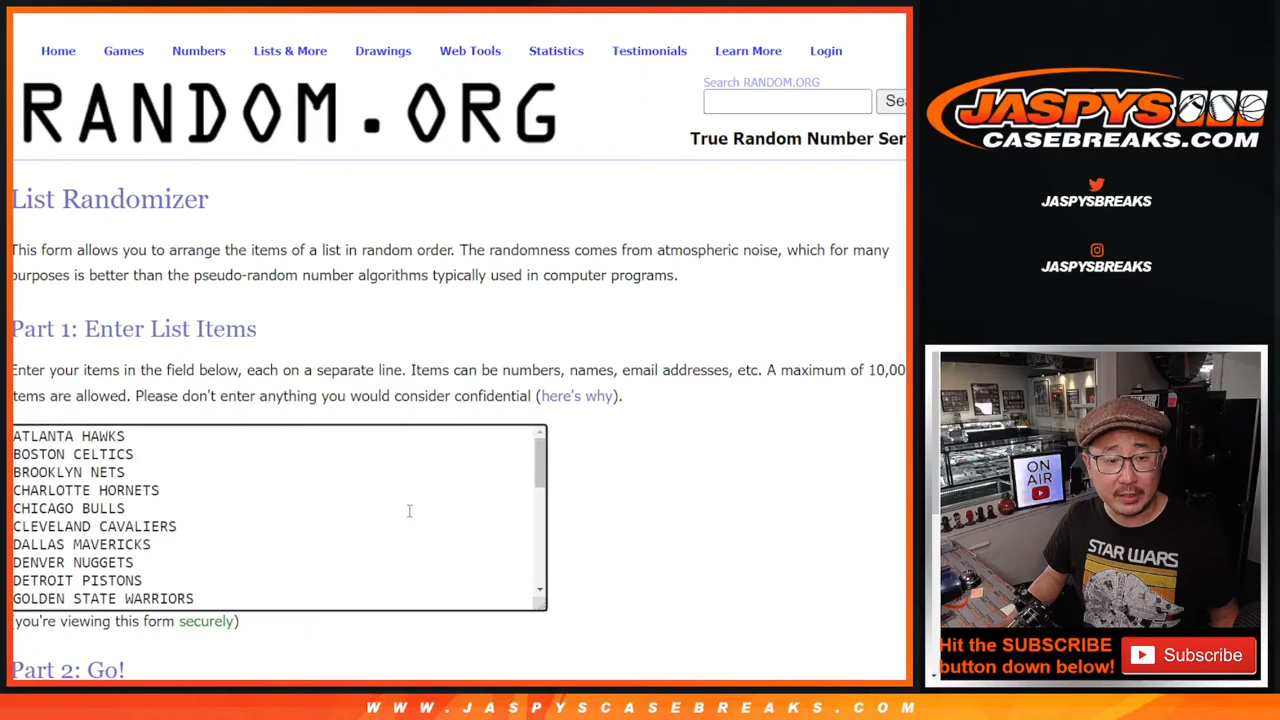 Home Games Numbers Lists & More Drawings Web Tools Statistics Testimonials Learn More Login
RANDOM.ORG
Search RANDOM.ORG
Sea
True Random Number Ser
List Randomizer
This form allows you to arrange the items of a list in random order. The randomness comes from atmospheric noise, which for many
purposes is better than the pseudo-random number algorithms typically used in computer programs.
Part 1: Enter List Items
Enter your items in the field below, each on a separate line. Items can be numbers, names, email addresses, etc. A maximum of 10,00
items are allowed. Please don't enter anything you would consider confidential (here's why).
ATLANTA HAWKS
BOSTON CELTICS
BROOKLYN NETS
CHARLOTTE HORNETS
CHICAGO BULLS
CLEVELAND CAVALIERS
DALLAS MAVERICKS
DENVER NUGGETS
DETROIT PISTONS
GOLDEN STATE WARRIORS
(you're viewing this form securely)
Part 2: Go!
JASPYS
CASEBREAKS.COM
JASPYSBREAKS
JASPYSBREAKS
ON
AIR
STAR WARS
Hit the SUBSCRIBE
button down below!
Subscribe
WWW.JASPYSCASEBREAKS.COM